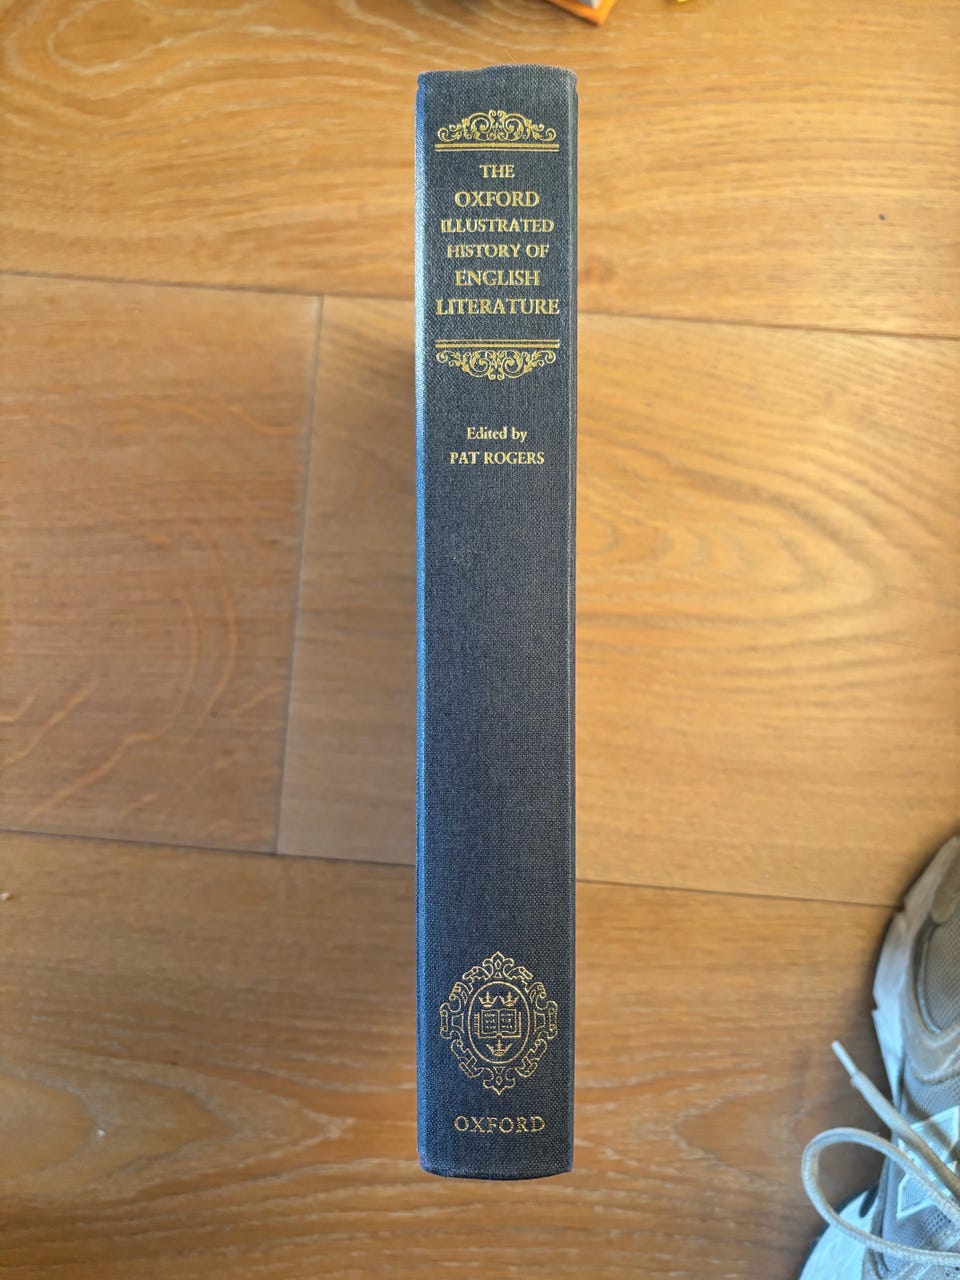 THE
OXFORD
ILLUSTRATED
HISTORY OF
ENGLISH
LITERATURE
Edited by
PAT ROGERS
OXFORD